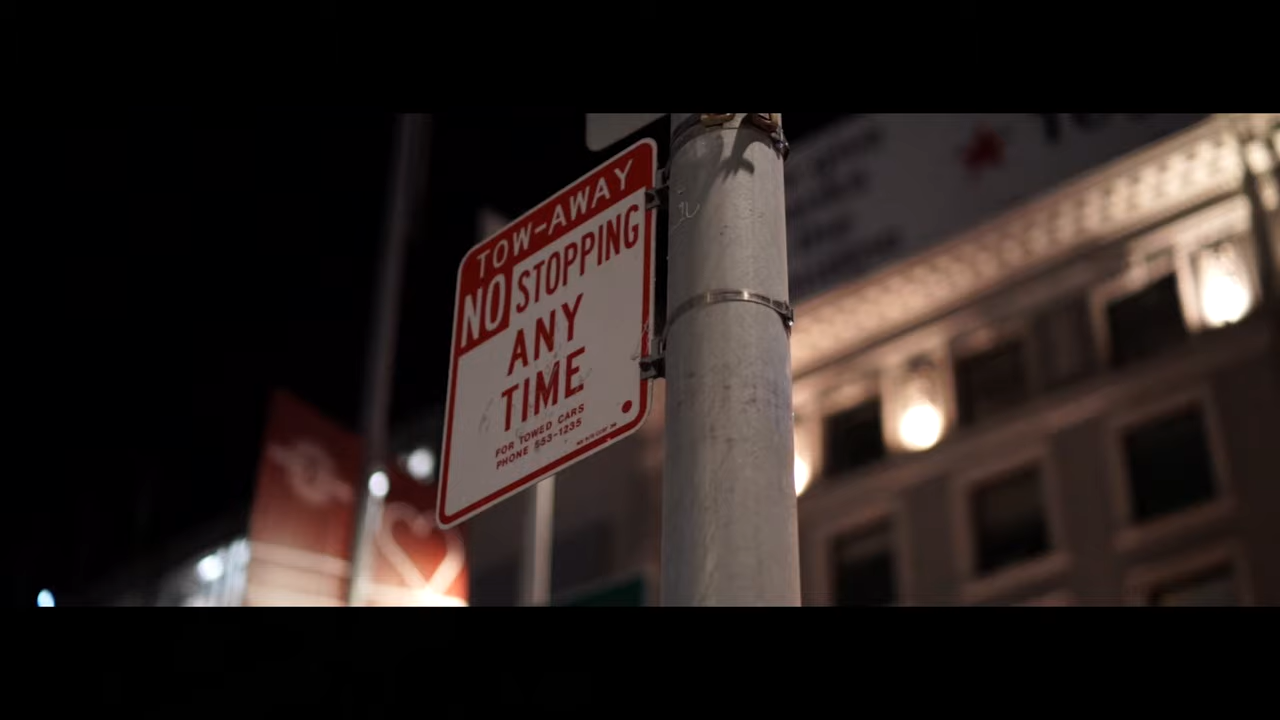 TOW-AWAY
NO STOPPING
ANY
TIME
FOR TOWED CARS
PHONE 553-1235